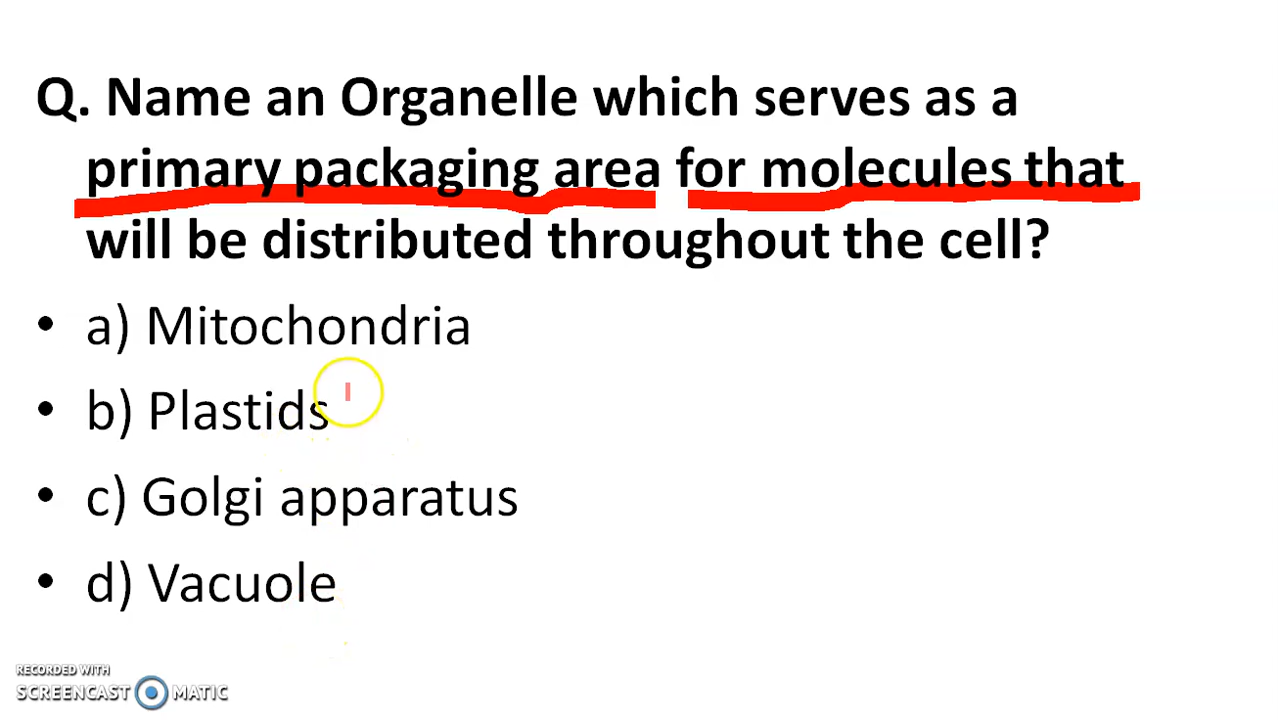 Q. Name an Organelle which serves as a
primary packaging area for molecules that
will be distributed throughout the cell?
• a) Mitochondria
• b) Plastids
• c) Golgi apparatus
• d) Vacuole
RECORDED WITH
SCREENCAST MATIC